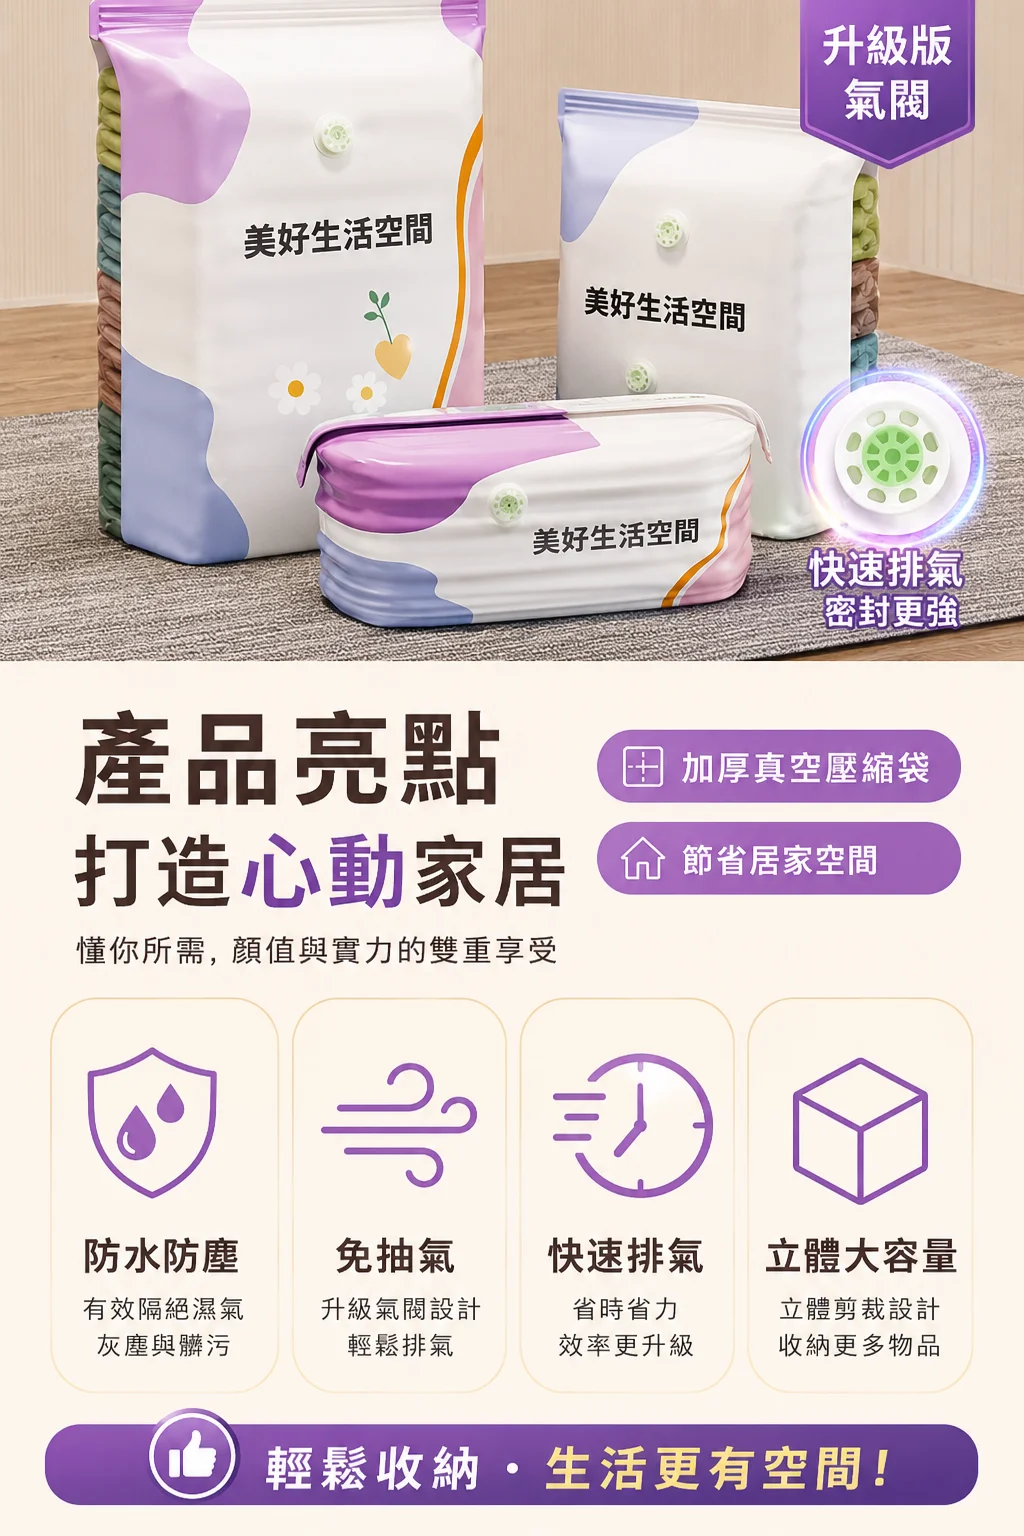 升級版
氣閥
美好生活空間
美好生活空間
美好生活空間
快速排氣
密封更強
產品亮點
打造心動家居
懂你所需, 顏值與實力的雙重享受
加厚真空壓縮袋
節省居家空間
防水防塵
有效隔絕濕氣
灰塵與髒污
免抽氣
升級氣閥設計
輕鬆排氣
快速排氣
省時省力
效率更升級
立體大容量
立體剪裁設計
收納更多物品
輕鬆收納 · 生活更有空間!